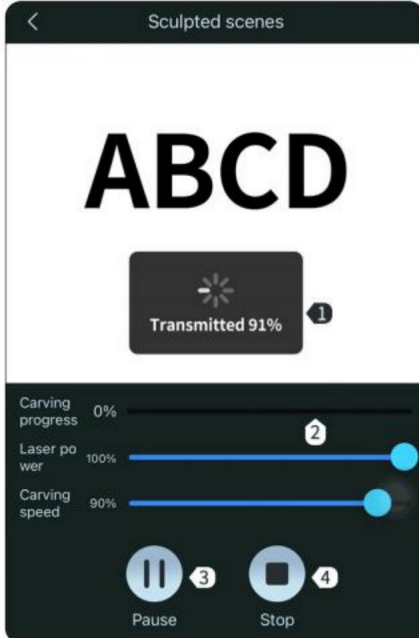 Sculpted scenes
ABCD
Transmitted 91%
1
Carving
progress 0%
2
Laser po
wer 100%
Carving
speed 90%
3
4
Pause Stop